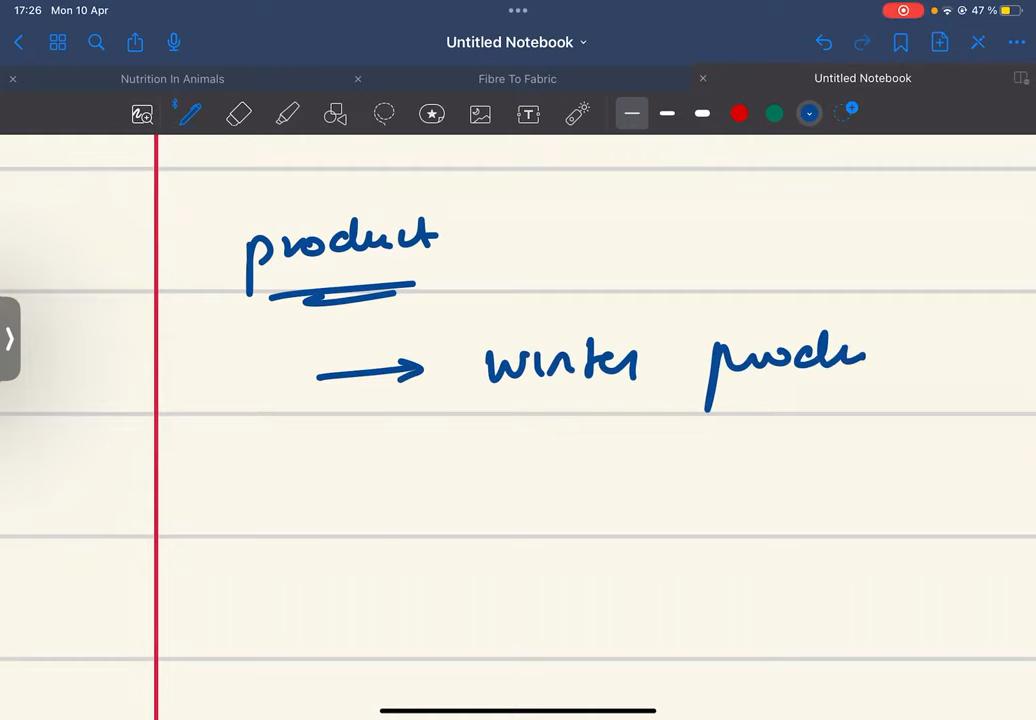 17:26 Mon 10 Apr
47 %
Untitled Notebook
Nutrition In Animals
Fibre To Fabric
Untitled Notebook
T
product
→ winter produ